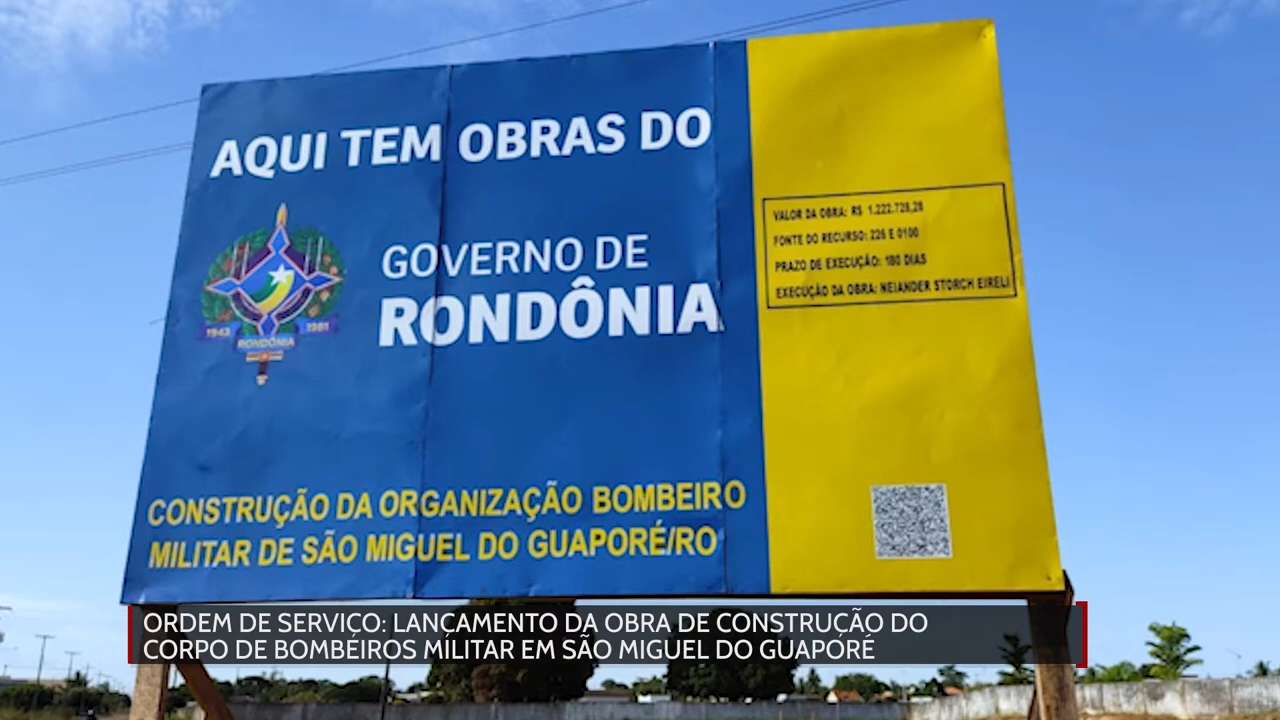 AQUI TEM OBRAS DO
GOVERNO DE
RONDÔNIA
1943
1981
RONDÔNIA
CONSTRUÇÃO DA ORGANIZAÇÃO BOMBEIRO
MILITAR DE SÃO MIGUEL DO GUAPORÉ/RO
VALOR DA OBRA: R$ 1.222.728,28
FONTE DO RECURSO: 226 E 0100
PRAZO DE EXECUÇÃO: 180 DIAS
EXECUÇÃO DA OBRA: NEIANDER STORCH EIRELI
ORDEM DE SERVIÇO: LANÇAMENTO DA OBRA DE CONSTRUÇÃO DO
CORPO DE BOMBEIROS MILITAR EM SÃO MIGUEL DO GUAPORÉ